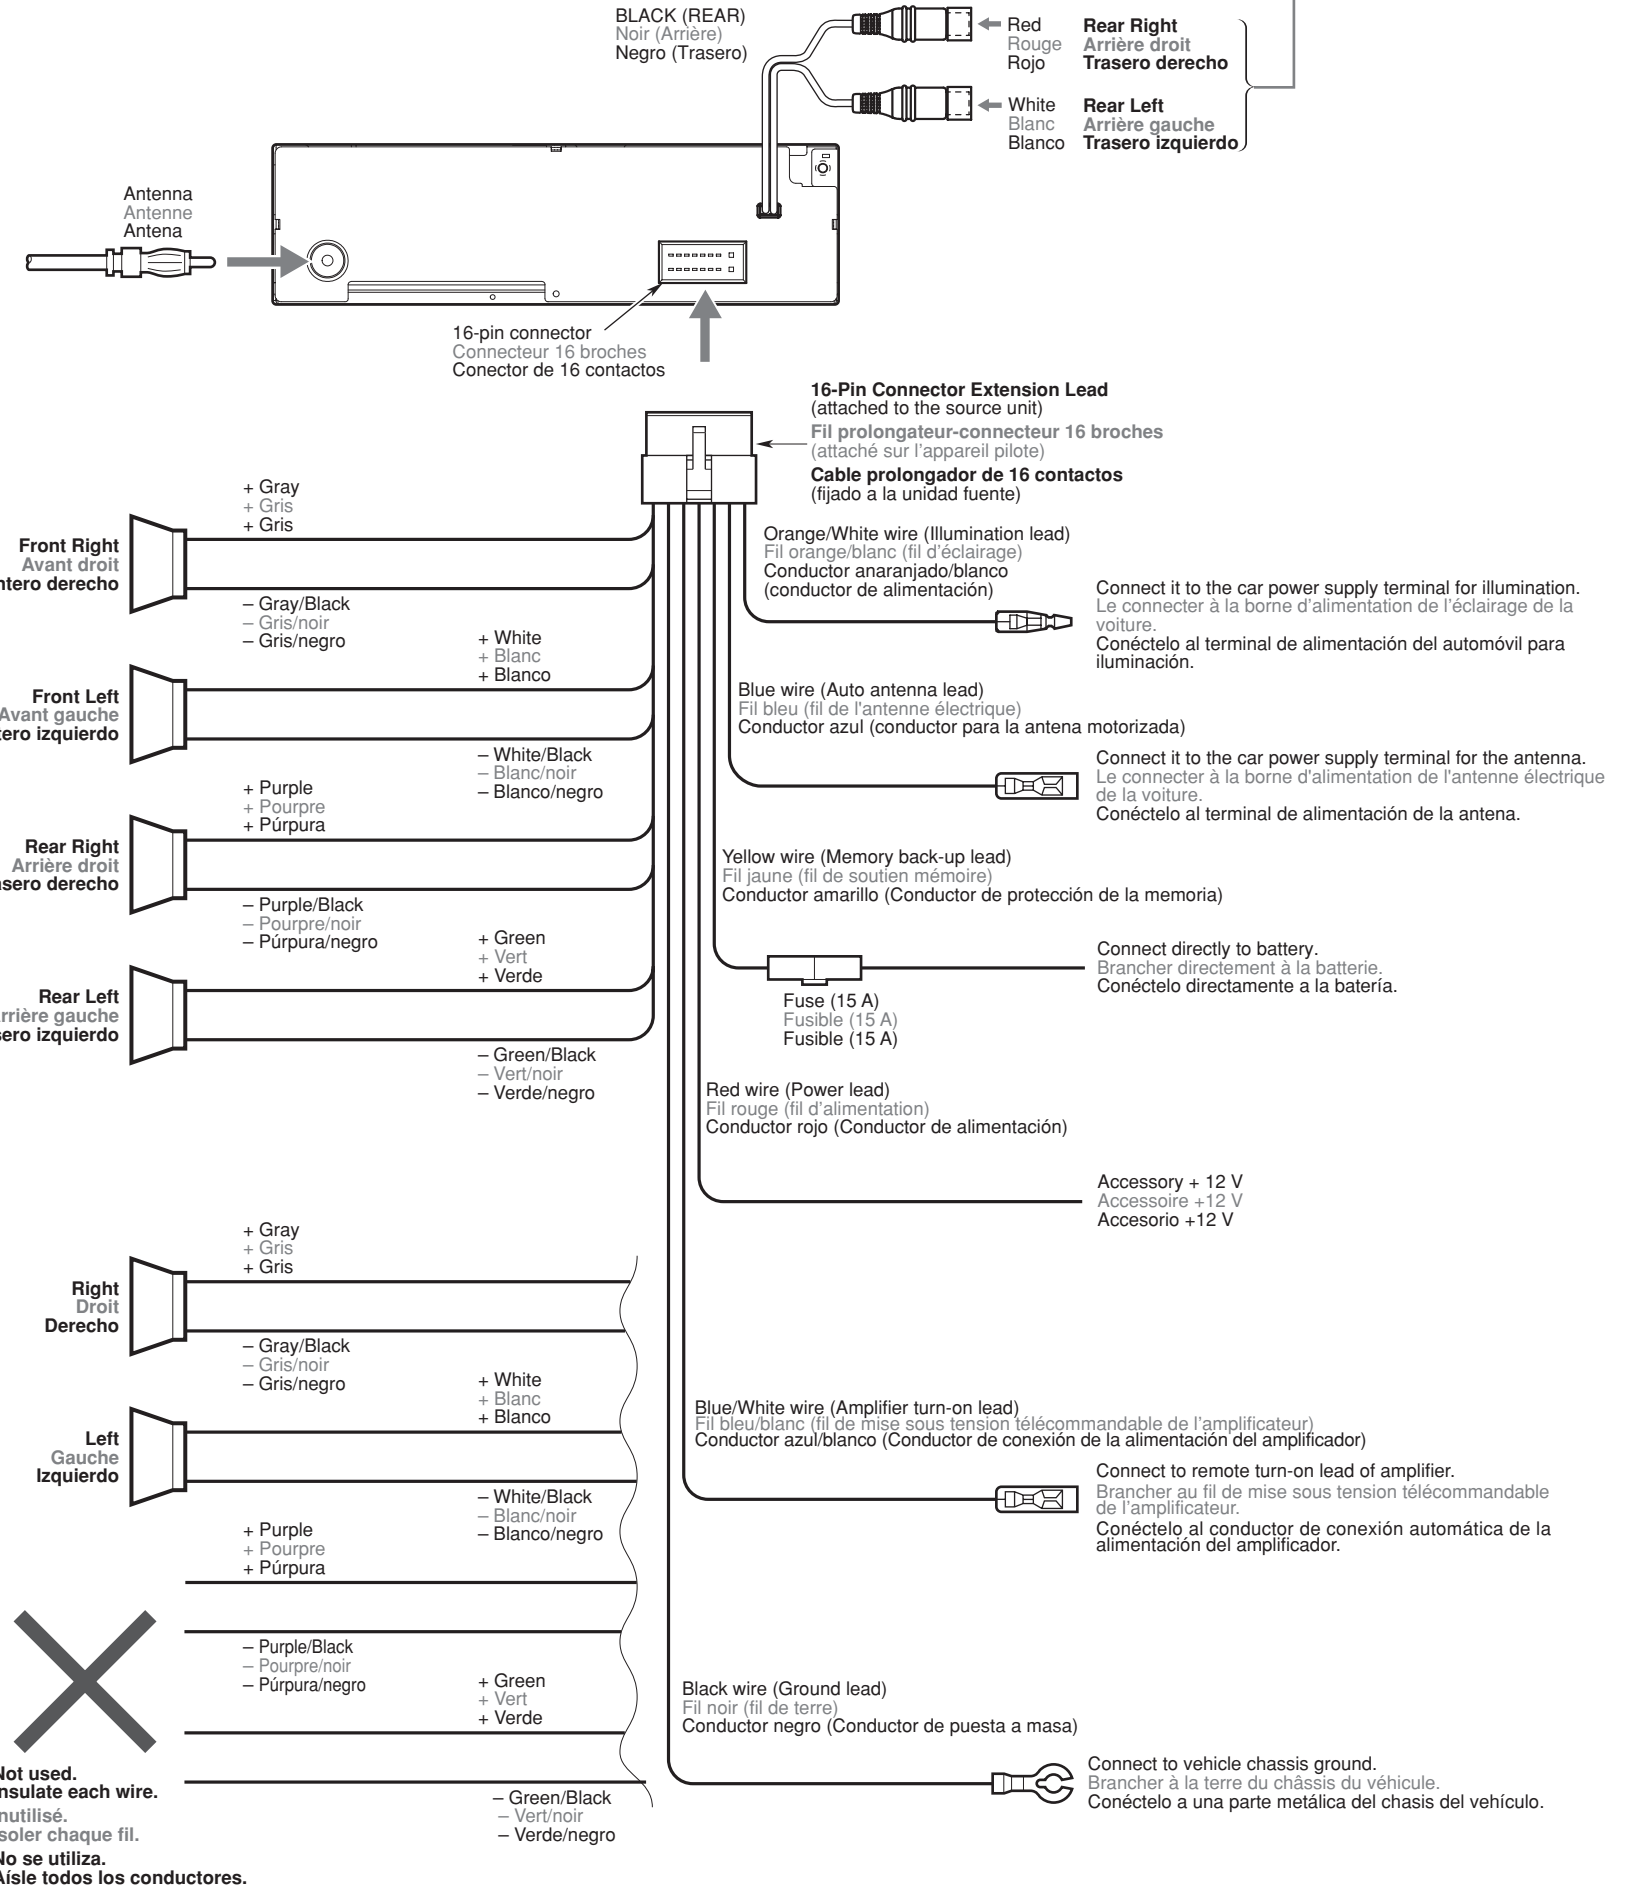 BLACK (REAR)
Noir (Arrière)
Negro (Trasero)
Red
Rouge
Rojo
Rear Right
Arrière droit
Trasero derecho
White
Blanc
Blanco
Rear Left
Arrière gauche
Trasero izquierdo
Antenna
Antenne
Antena
16-pin connector
Connecteur 16 broches
Conector de 16 contactos
16-Pin Connector Extension Lead
(attached to the source unit)
Fil prolongateur-connecteur 16 broches
(attaché sur l'appareil pilote)
Cable prolongador de 16 contactos
(fijado a la unidad fuente)
+ Gray
+ Gris
+ Gris
Front Right
Avant droit
derecho
– Gray/Black
– Gris/noir
– Gris/negro
+ White
+ Blanc
+ Blanco
Front Left
Avant gauche
izquierdo
– White/Black
– Blanc/noir
– Blanco/negro
+ Purple
+ Pourpre
+ Púrpura
Rear Right
Arrière droit
derecho
– Purple/Black
– Pourpre/noir
– Púrpura/negro
+ Green
+ Vert
+ Verde
Rear Left
gauche
izquierdo
– Green/Black
– Vert/noir
– Verde/negro
Orange/White wire (Illumination lead)
Fil orange/blanc (fil d'éclairage)
Conductor anaranjado/blanco
(conductor de alimentación)
Connect it to the car power supply terminal for illumination.
Le connecter à la borne d'alimentation de l'éclairage de la
voiture.
Conéctelo al terminal de alimentación del automóvil para
iluminación.
Blue wire (Auto antenna lead)
Fil bleu (fil de l'antenne électrique)
Conductor azul (conductor para la antena motorizada)
Connect it to the car power supply terminal for the antenna.
Le connecter à la borne d'alimentation de l'antenne électrique
de la voiture.
Conéctelo al terminal de alimentación de la antena.
Yellow wire (Memory back-up lead)
Fil jaune (fil de soutien mémoire)
Conductor amarillo (Conductor de protección de la memoria)
Connect directly to battery.
Brancher directement à la batterie.
Conéctelo directamente a la batería.
Fuse (15 A)
Fusible (15 A)
Fusible (15 A)
Red wire (Power lead)
Fil rouge (fil d'alimentation)
Conductor rojo (Conductor de alimentación)
Accessory + 12 V
Accessoire +12 V
Accesorio +12 V
+ Gray
+ Gris
+ Gris
Right
Droit
Derecho
– Gray/Black
– Gris/noir
– Gris/negro
+ White
+ Blanc
+ Blanco
Left
Gauche
Izquierdo
– White/Black
– Blanc/noir
– Blanco/negro
+ Purple
+ Pourpre
+ Púrpura
– Purple/Black
– Pourpre/noir
– Púrpura/negro
+ Green
+ Vert
+ Verde
– Green/Black
– Vert/noir
– Verde/negro
Blue/White wire (Amplifier turn-on lead)
Fil bleu/blanc (fil de mise sous tension télécommandable de l'amplificateur)
Conductor azul/blanco (Conductor de conexión de la alimentación del amplificador)
Connect to remote turn-on lead of amplifier.
Brancher au fil de mise sous tension télécommandable
de l'amplificateur.
Conéctelo al conductor de conexión automática de la
alimentación del amplificador.
Black wire (Ground lead)
Fil noir (fil de terre)
Conductor negro (Conductor de puesta a masa)
Connect to vehicle chassis ground.
Brancher à la terre du châssis du véhicule.
Conéctelo a una parte metálica del chasis del vehículo.
Not used.
Insulate each wire.
Inutilisé.
Isoler chaque fil.
No se utiliza.
Aísle todos los conductores.